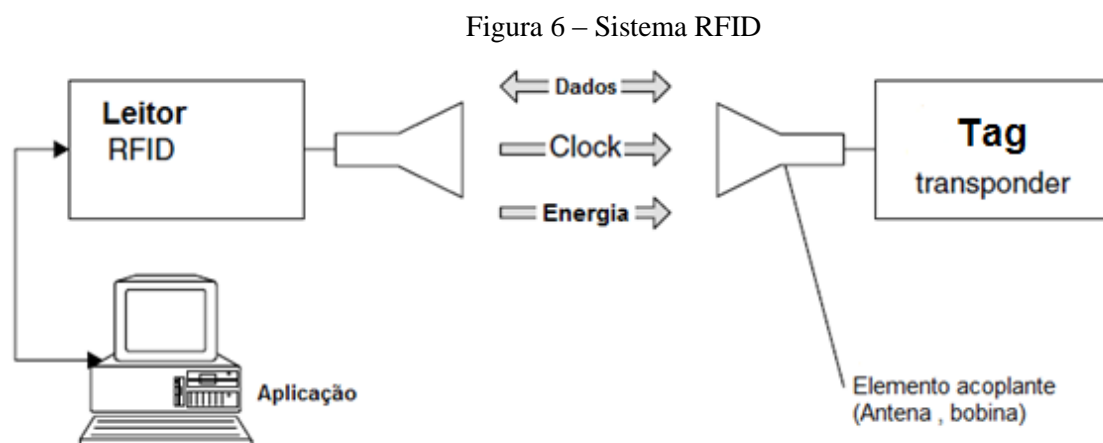 Figura 6 – Sistema RFID
Leitor
RFID
Dados
Clock
Energia
Tag
transponder
Aplicação
Elemento acoplante
(Antena , bobina)